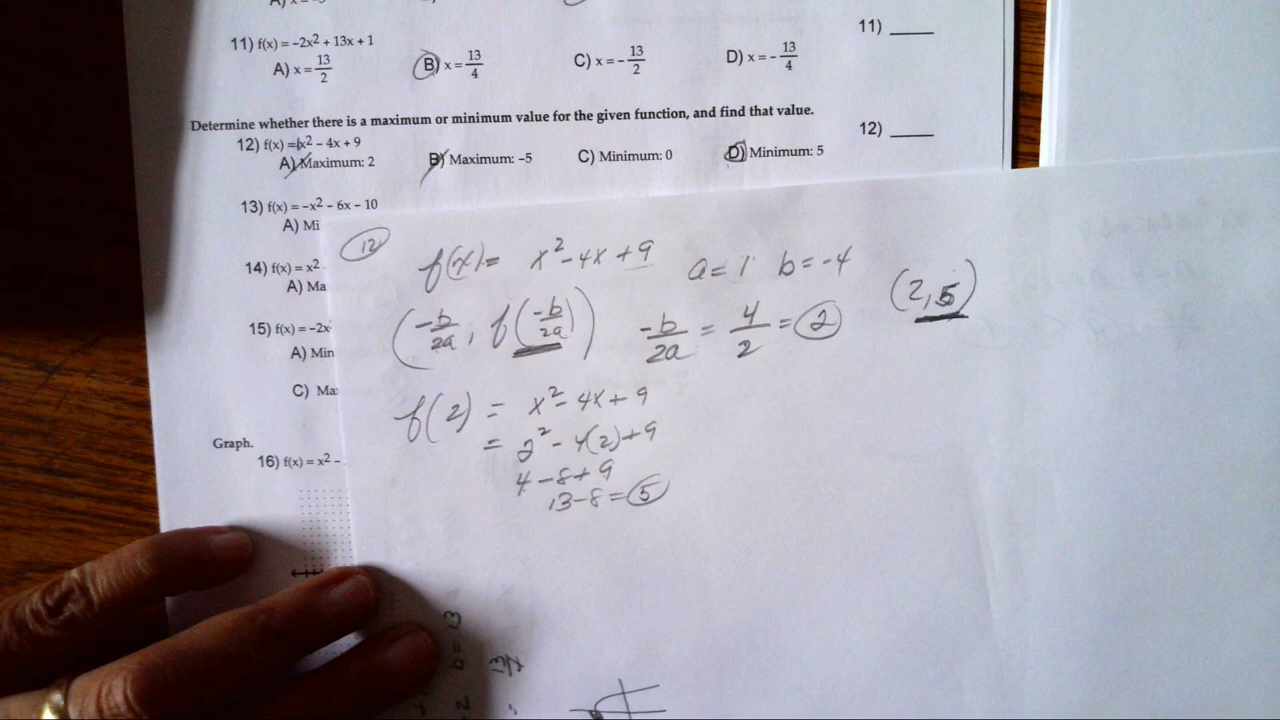 11) f(x) = -2x² + 13x + 1
11) ____
A) x = 13/2 B) x = 13/4 C) x = - 13/2 D) x = - 13/4
Determine whether there is a maximum or minimum value for the given function, and find that value.
12) f(x) = x² - 4x + 9
12) ____
A) Maximum: 2 B) Maximum: -5 C) Minimum: 0 D) Minimum: 5
13) f(x) = -x² - 6x - 10
A) Mi
14) f(x) = x²
A) Ma
15) f(x) = -2x
A) Min
C) Ma
Graph.
16) f(x) = x² -
12
f(x) = x² - 4x + 9 a = 1 b = -4
(-b/2a, f(-b/2a)) -b/2a = 4/2 = 2 (2, 5)
f(2) = x² - 4x + 9
= 2² - 4(2) + 9
4 - 8 + 9
13 - 8 = 5
b = 13